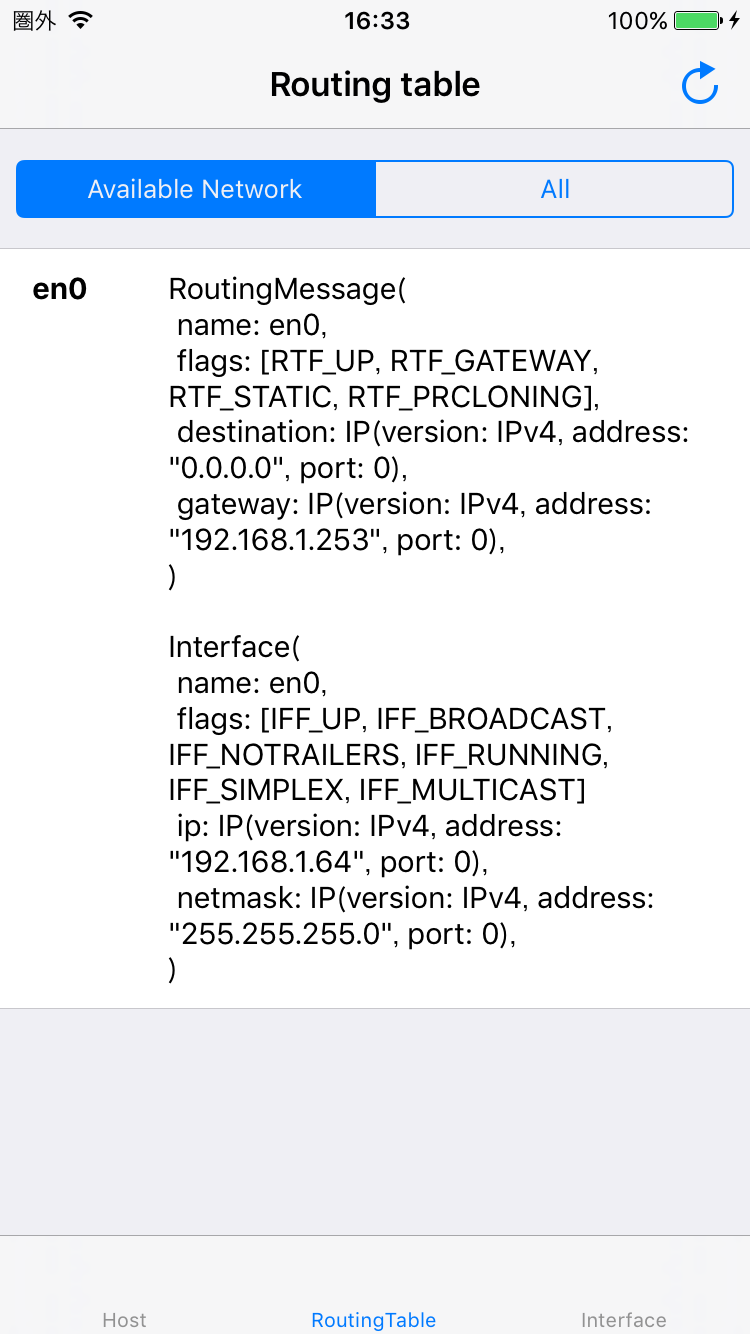 圏外 16:33 100%
Routing table
Available Network All
en0 RoutingMessage(
name: en0,
flags: [RTF_UP, RTF_GATEWAY,
RTF_STATIC, RTF_PRCLONING],
destination: IP(version: IPv4, address:
"0.0.0.0", port: 0),
gateway: IP(version: IPv4, address:
"192.168.1.253", port: 0),
)
Interface(
name: en0,
flags: [IFF_UP, IFF_BROADCAST,
IFF_NOTRAILERS, IFF_RUNNING,
IFF_SIMPLEX, IFF_MULTICAST]
ip: IP(version: IPv4, address:
"192.168.1.64", port: 0),
netmask: IP(version: IPv4, address:
"255.255.255.0", port: 0),
)
Host RoutingTable Interface